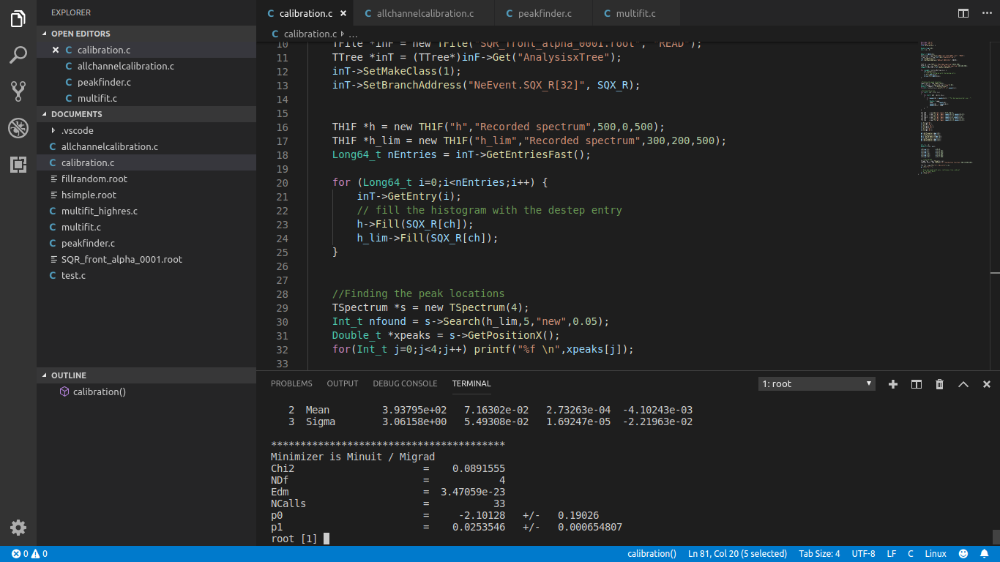 EXPLORER
OPEN EDITORS
calibration.c
allchannelcalibration.c
peakfinder.c
multifit.c
DOCUMENTS
.vscode
allchannelcalibration.c
calibration.c
fillrandom.root
hsimple.root
multifit_highres.c
multifit.c
peakfinder.c
SQR_front_alpha_0001.root
test.c
OUTLINE
calibration()
calibration.c allchannelcalibration.c peakfinder.c multifit.c
calibration.c ...
10 TFile *inF = new TFile("SQR_front_alpha_0001.root", "READ");
11 TTree *inT = (TTree*)inF->Get("AnalysisxTree");
12 inT->SetMakeClass(1);
13 inT->SetBranchAddress("NeEvent.SQX_R[32]", SQX_R);
14
15
16 TH1F *h = new TH1F("h","Recorded spectrum",500,0,500);
17 TH1F *h_lim = new TH1F("h_lim","Recorded spectrum",300,200,500);
18 Long64_t nEntries = inT->GetEntriesFast();
19
20 for (Long64_t i=0;i<nEntries;i++) {
21 inT->GetEntry(i);
22 // fill the histogram with the destep entry
23 h->Fill(SQX_R[ch]);
24 h_lim->Fill(SQX_R[ch]);
25 }
26
27
28 //Finding the peak locations
29 TSpectrum *s = new TSpectrum(4);
30 Int_t nfound = s->Search(h_lim,5,"new",0.05);
31 Double_t *xpeaks = s->GetPositionX();
32 for(Int_t j=0;j<4;j++) printf("%f \n",xpeaks[j]);
33
PROBLEMS OUTPUT DEBUG CONSOLE TERMINAL 1: root
2 Mean 3.93795e+02 7.16302e-02 2.73263e-04 -4.10243e-03
3 Sigma 3.06158e+00 5.49308e-02 1.69247e-05 -2.21963e-02
****************************************
Minimizer is Minuit / Migrad
Chi2 = 0.0891555
NDf = 4
Edm = 3.47059e-23
NCalls = 33
p0 = -2.10128 +/- 0.19026
p1 = 0.0253546 +/- 0.000654807
root [1]
0 0 calibration() Ln 81, Col 20 (5 selected) Tab Size: 4 UTF-8 LF C Linux